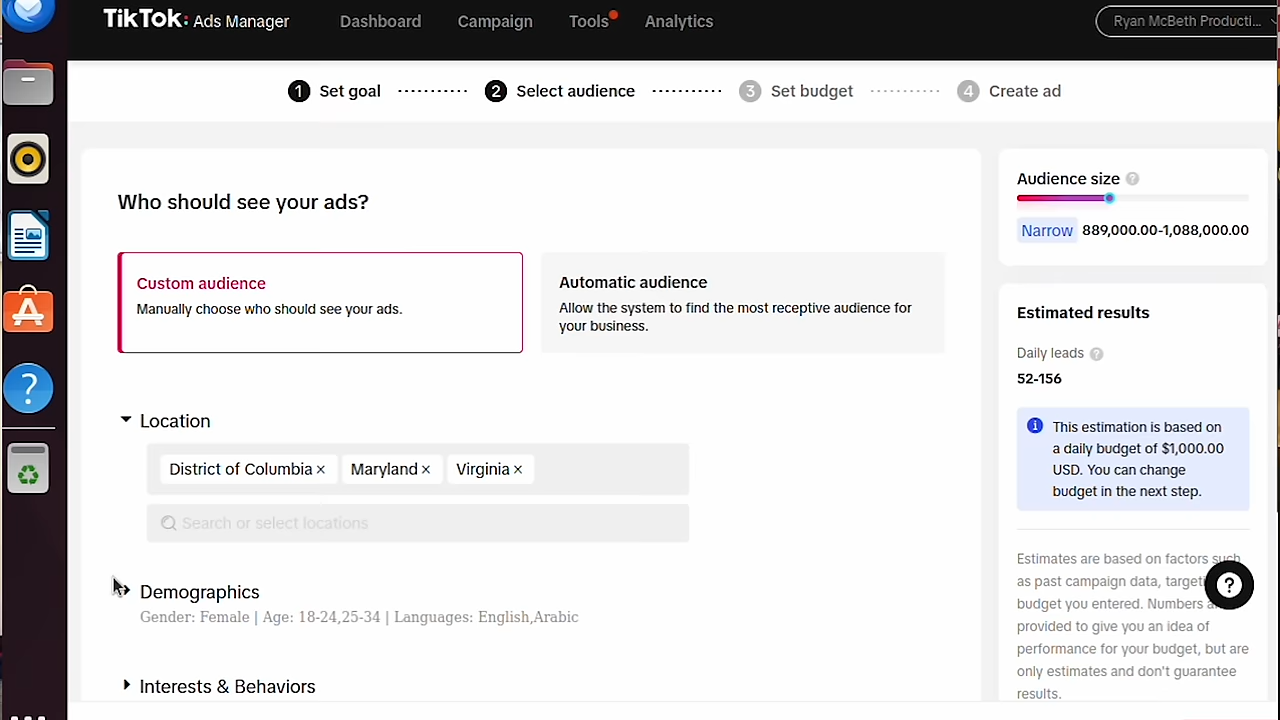 TikTok: Ads Manager
Dashboard
Campaign
Tools
Analytics
Ryan McBeth Producti...
1 Set goal
2 Select audience
3 Set budget
4 Create ad
Who should see your ads?
Custom audience
Manually choose who should see your ads.
Automatic audience
Allow the system to find the most receptive audience for
your business.
Location
District of Columbia ×
Maryland ×
Virginia ×
Search or select locations
Demographics
Gender: Female | Age: 18-24,25-34 | Languages: English,Arabic
Interests & Behaviors
Audience size ?
Narrow 889,000.00-1,088,000.00
Estimated results
Daily leads ?
52-156
This estimation is based on
a daily budget of $1,000.00
USD. You can change
budget in the next step.
Estimates are based on factors such
as past campaign data,
budget you entered. Numbers
provided to give you an idea of
performance for your budget, but are
only estimates and don't guarantee
results.
?